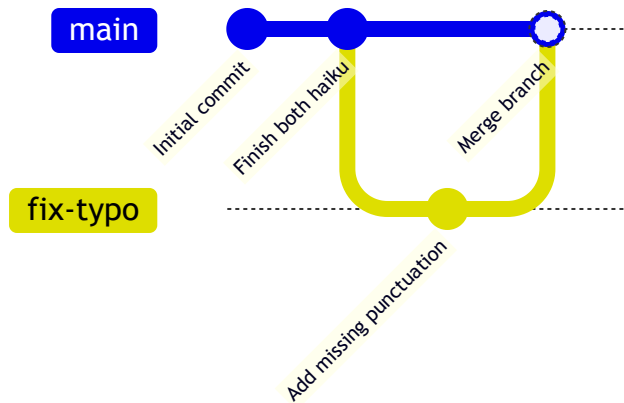 main
Initial commit
Finish both haiku
Merge branch
fix-typo
Add missing punctuation